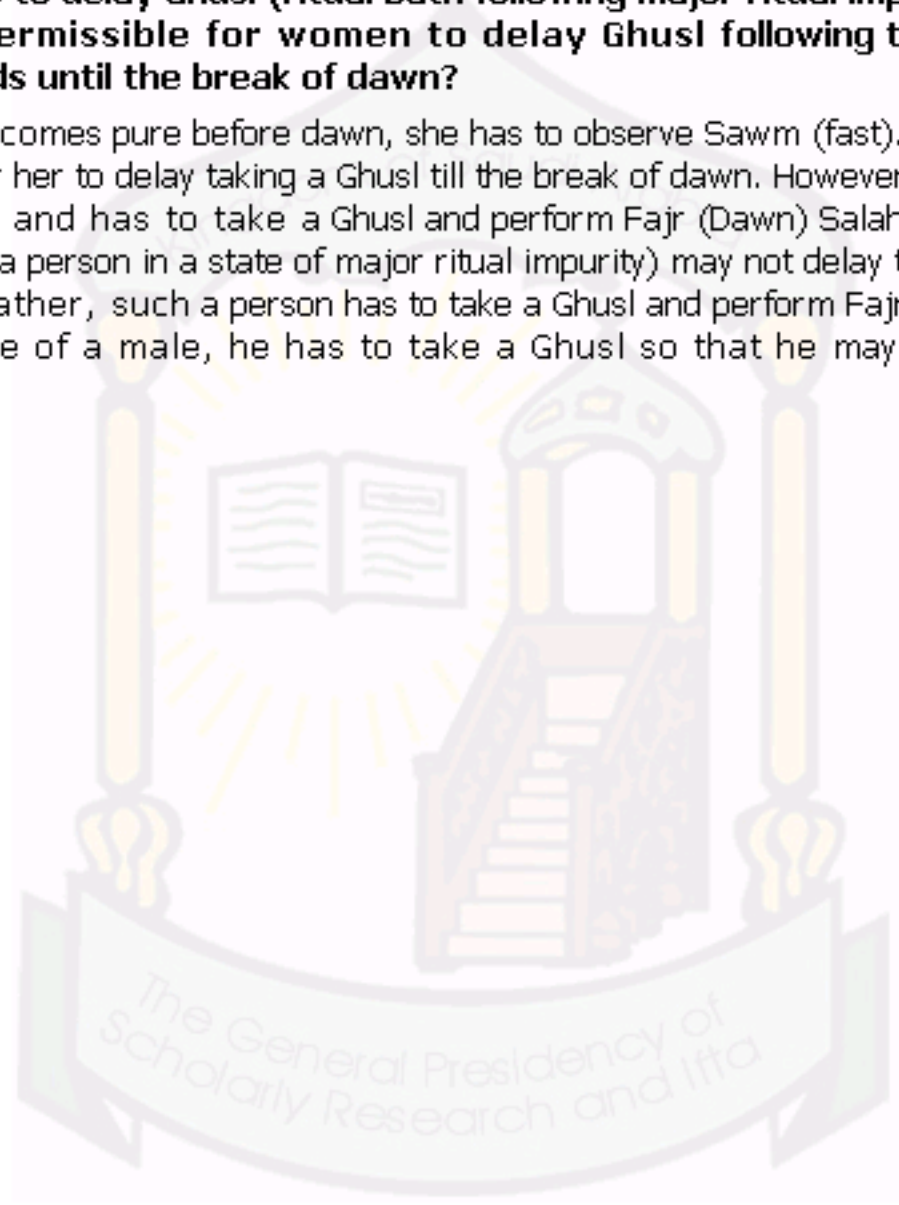 to delay Ghusl (ritual bath following major ritual
ermissible for women to delay Ghusl following
ds until the break of dawn?
comes pure before dawn, she has to observe Sawm (fast).
her to delay taking a Ghusl till the break of dawn. However
and has to take a Ghusl and perform Fajr (Dawn) Salah
a person in a state of major ritual impurity) may not delay
ather, such a person has to take a Ghusl and perform Fajr
e of a male, he has to take a Ghusl so that he may
Kingdom of Saudi Arabia
The General Presidency of
Scholarly Research and Ifta